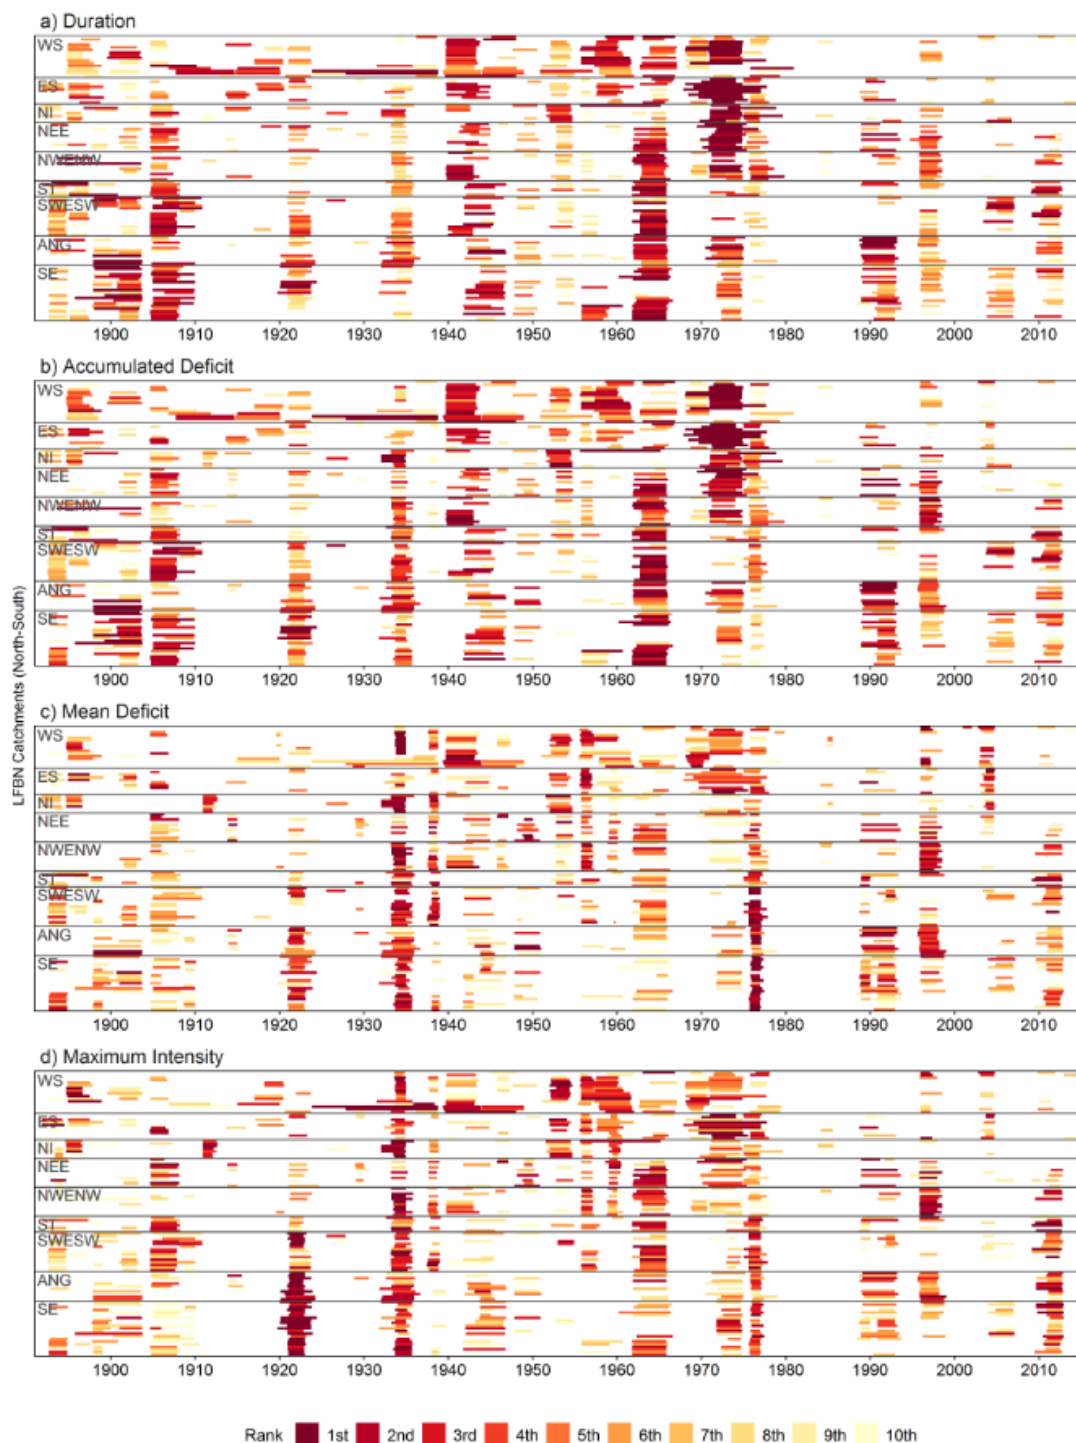 a) Duration
WS
ES
NI
NEE
NWENW
ST
SWESW
ANG
SE
1900 1910 1920 1930 1940 1950 1960 1970 1980 1990 2000 2010
b) Accumulated Deficit
WS
ES
NI
NEE
NWENW
ST
SWESW
ANG
SE
1900 1910 1920 1930 1940 1950 1960 1970 1980 1990 2000 2010
LFBN Catchments (North-South)
c) Mean Deficit
WS
ES
NI
NEE
NWENW
ST
SWESW
ANG
SE
1900 1910 1920 1930 1940 1950 1960 1970 1980 1990 2000 2010
d) Maximum Intensity
WS
ES
NI
NEE
NWENW
ST
SWESW
ANG
SE
1900 1910 1920 1930 1940 1950 1960 1970 1980 1990 2000 2010
Rank 1st 2nd 3rd 4th 5th 6th 7th 8th 9th 10th